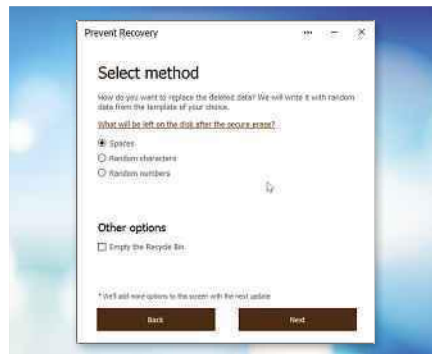 Prevent Recovery
Select method
How do you want to replace the deleted data? We will write it with random
data from the template of your choice.
What will be left on the disk after the secure erase?
Spaces
Random characters
Random numbers
Other options
Empty the Recycle Bin
* We'll add more options to the screen with the next update
Back
Next